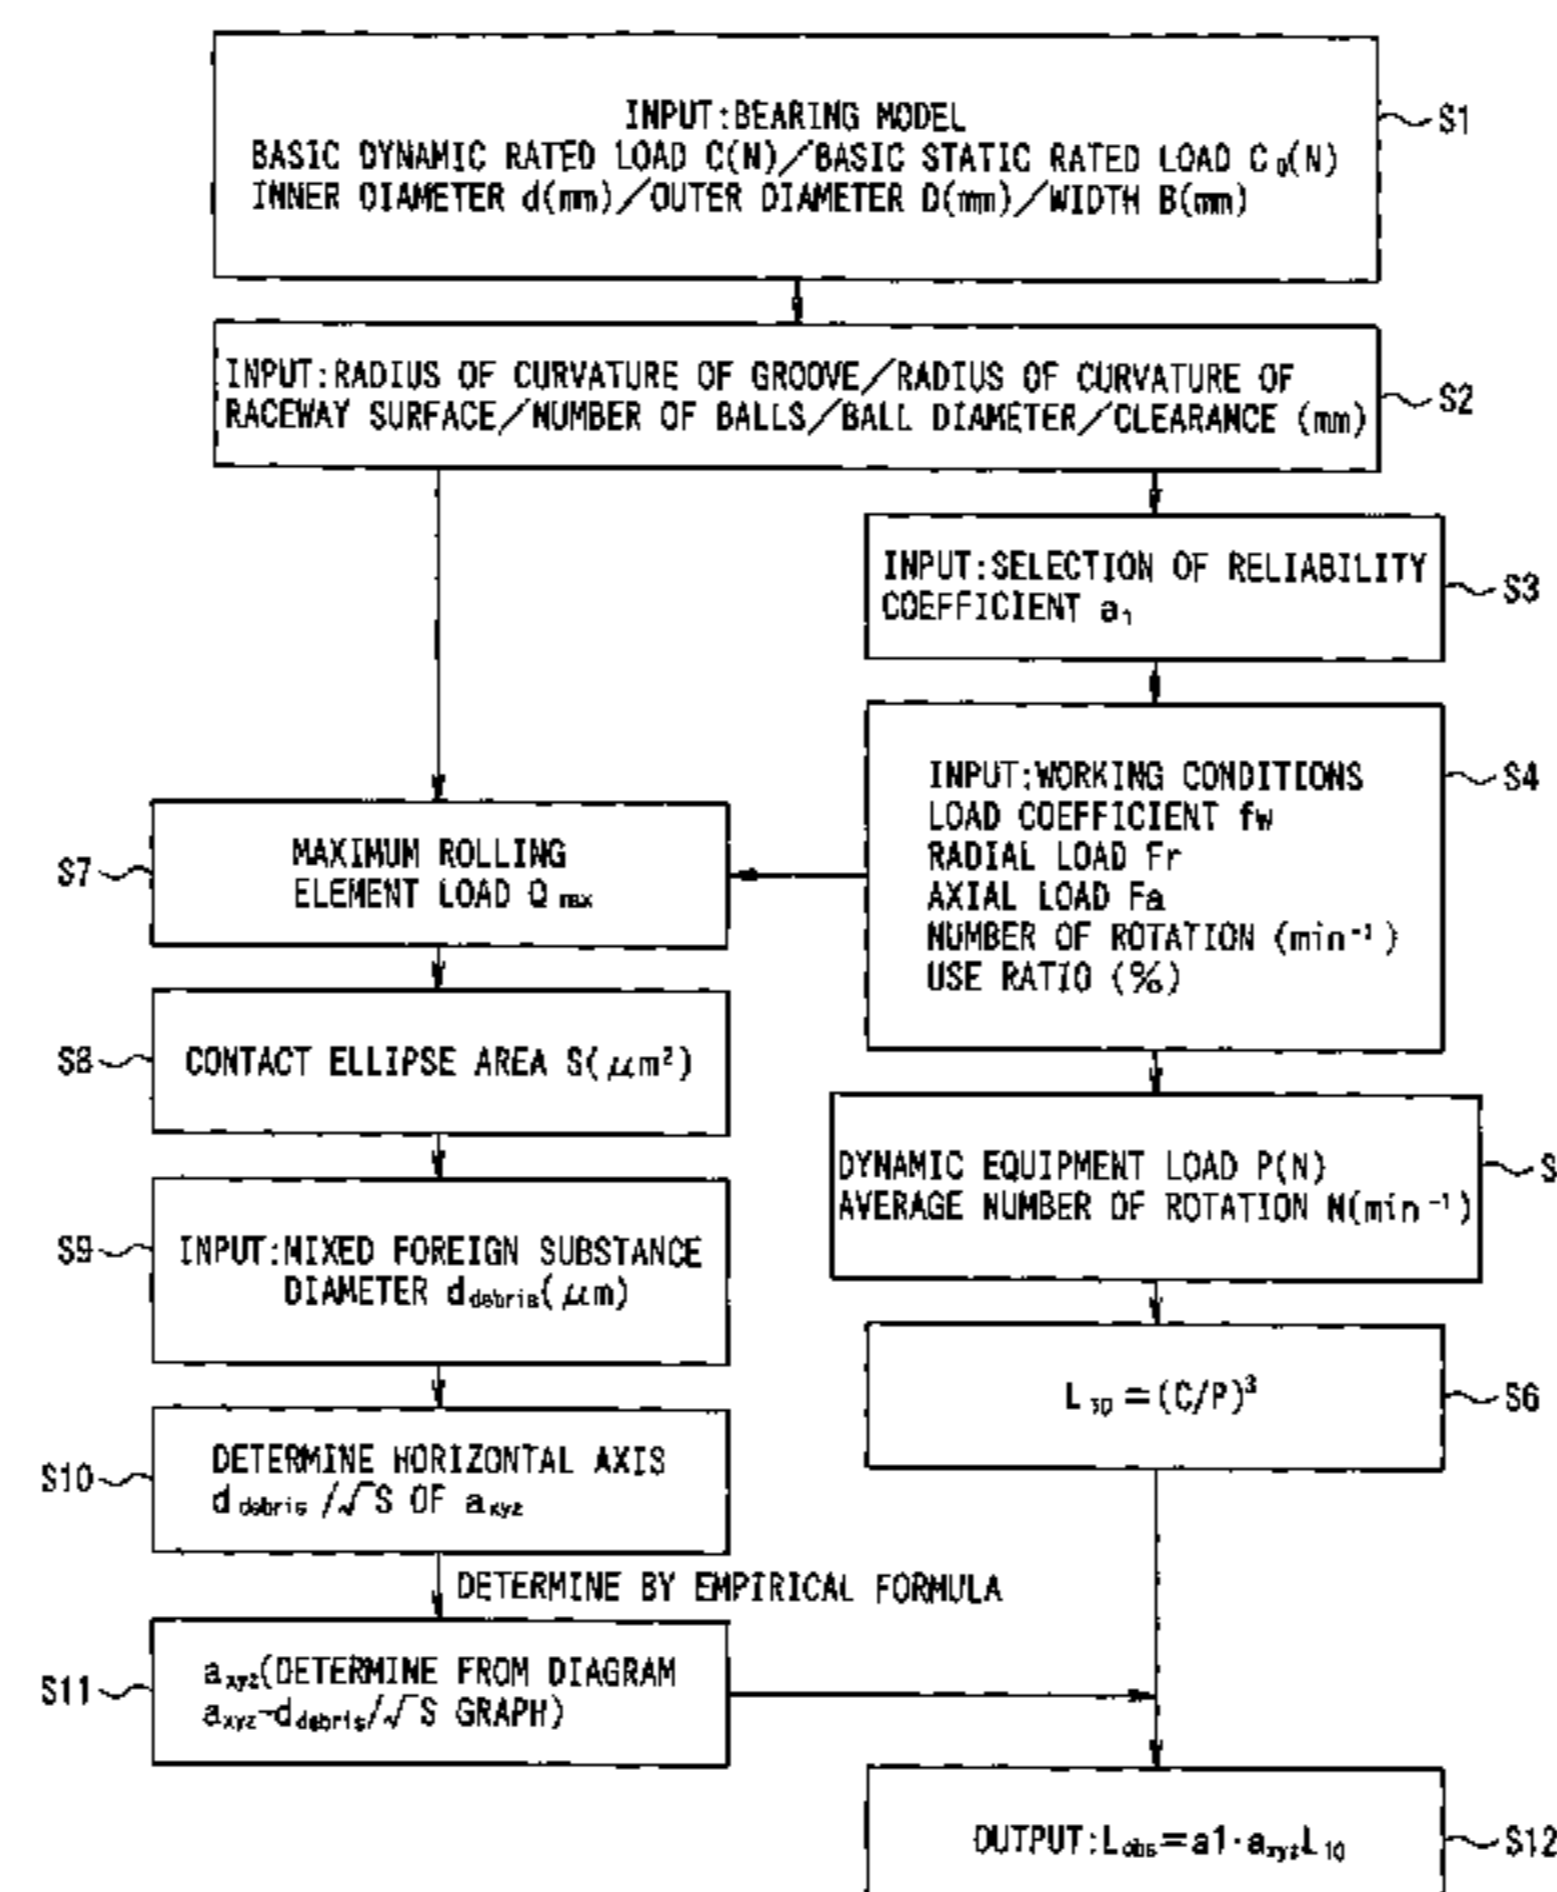 INPUT:BEARING MODEL
BASIC DYNAMIC RATED LOAD C(N)/BASIC STATIC RATED LOAD C₀(N)
INNER DIAMETER d(mm)/OUTER DIAMETER D(mm)/WIDTH B(mm)
S1
INPUT:RADIUS OF CURVATURE OF GROOVE/RADIUS OF CURVATURE OF
RACEWAY SURFACE/NUMBER OF BALLS/BALL DIAMETER/CLEARANCE (mm)
S2
INPUT:SELECTION OF RELIABILITY
COEFFICIENT a₁
S3
INPUT:WORKING CONDITIONS
LOAD COEFFICIENT fw
RADIAL LOAD Fr
AXIAL LOAD Fa
NUMBER OF ROTATION (min⁻¹)
USE RATIO (%)
S4
S7
MAXIMUM ROLLING
ELEMENT LOAD Qmax
S8
CONTACT ELLIPSE AREA S(μm²)
DYNAMIC EQUIPMENT LOAD P(N)
AVERAGE NUMBER OF ROTATION N(min⁻¹)
S
S9
INPUT:MIXED FOREIGN SUBSTANCE
DIAMETER ddebris(μm)
L₁₀=(C/P)³
S6
S10
DETERMINE HORIZONTAL AXIS
ddebris/√S OF axyz
DETERMINE BY EMPIRICAL FORMULA
S11
axyz(DETERMINE FROM DIAGRAM
axyz-ddebris/√S GRAPH)
OUTPUT:Lobs=a1·axyzL₁₀
S12